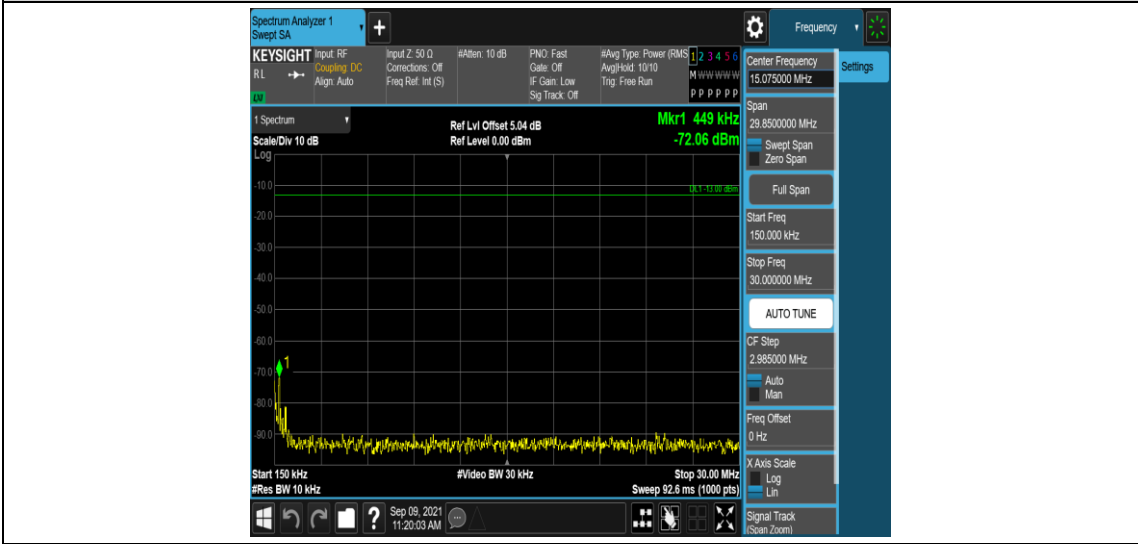 Spectrum Analyzer 1
Swept SA
+
Frequency
KEYSIGHT
Input: RF
Input Z: 50 Ω
#Atten: 10 dB
PNO: Fast
#Avg Type: Power (RMS
1 2 3 4 5 6
RL
Coupling: DC
Corrections: Off
Gate: Off
Avg|Hold: 10/10
M W W W W W
Align: Auto
Freq Ref: Int (S)
IF Gain: Low
Trig: Free Run
Sig Track: Off
P P P P P P
LXI
1 Spectrum
Ref Lvl Offset 5.04 dB
Mkr1 449 kHz
Scale/Div 10 dB
Ref Level 0.00 dBm
-72.06 dBm
Log
DL1 -13.00 dBm
-10.0
-20.0
-30.0
-40.0
-50.0
-60.0
-70.0
-80.0
-90.0
1
Start 150 kHz
#Video BW 30 kHz
Stop 30.00 MHz
#Res BW 10 kHz
Sweep 92.6 ms (1000 pts)
Sep 09, 2021
11:20:03 AM
?
Center Frequency
15.075000 MHz
Settings
Span
29.8500000 MHz
Swept Span
Zero Span
Full Span
Start Freq
150.000 kHz
Stop Freq
30.000000 MHz
AUTO TUNE
CF Step
2.985000 MHz
Auto
Man
Freq Offset
0 Hz
X Axis Scale
Log
Lin
Signal Track
(Span Zoom)